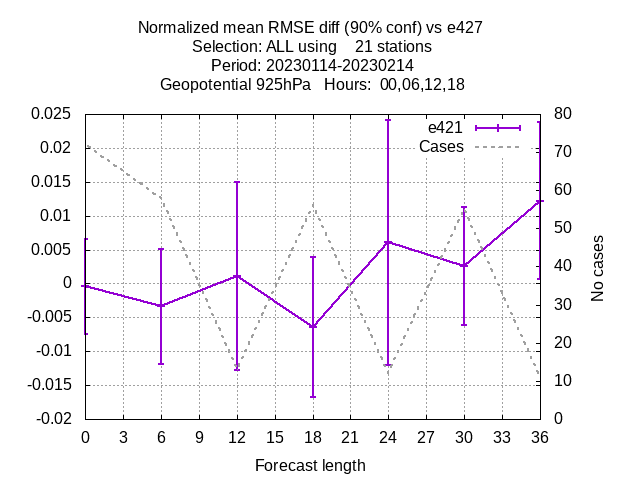 Normalized mean RMSE diff (90% conf) vs e427
Selection: ALL using    21 stations
Period: 20230114-20230214
Geopotential 925hPa   Hours:  00,06,12,18
e421
Cases
0.025
0.02
0.015
0.01
0.005
0
-0.005
-0.01
-0.015
-0.02
80
70
60
50
40
30
20
10
0
No cases
0 3 6 9 12 15 18 21 24 27 30 33 36
Forecast length